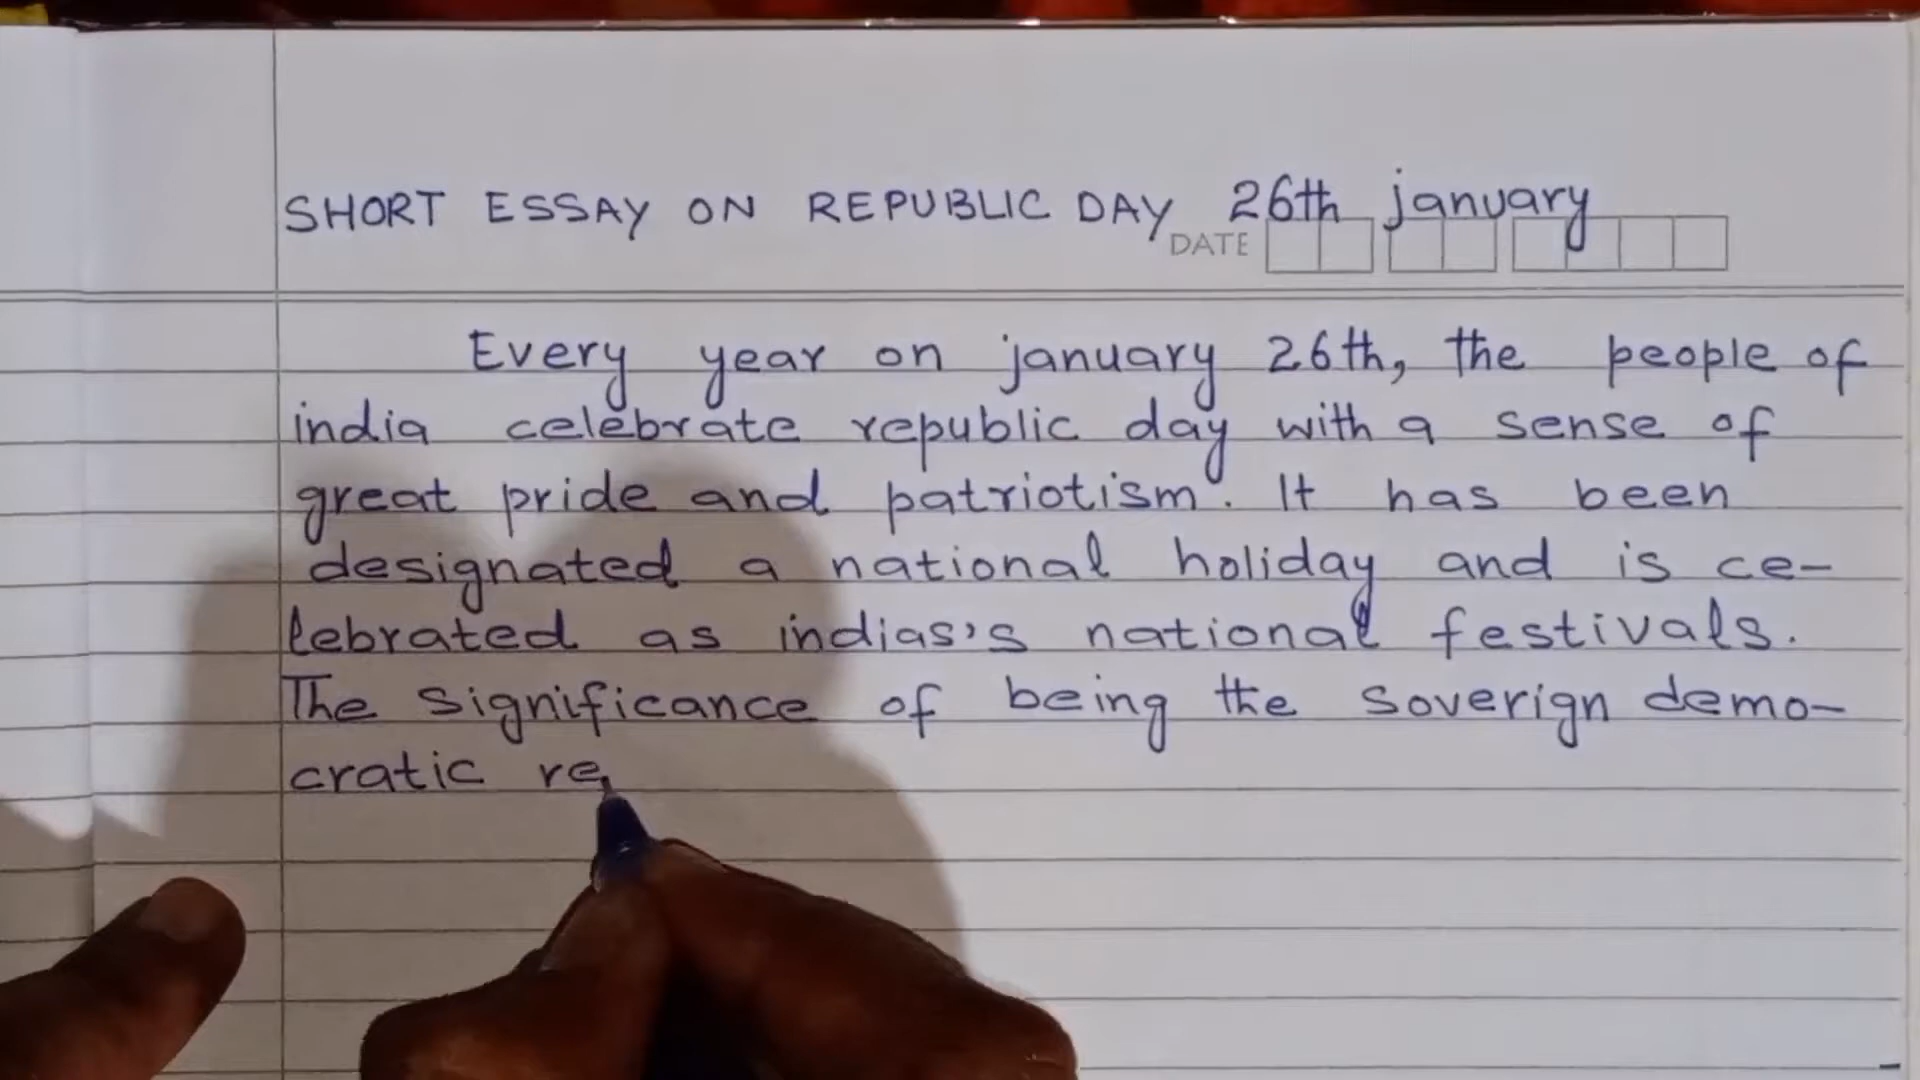 SHORT ESSAY ON REPUBLIC DAY 26th january
DATE
Every year on january 26th, the people of
india celebrate republic day with a sense of
great pride and patriotism. It has been
designated a national holiday and is ce-
lebrated as indias's national festivals.
The significance of being the soverign demo-
cratic re